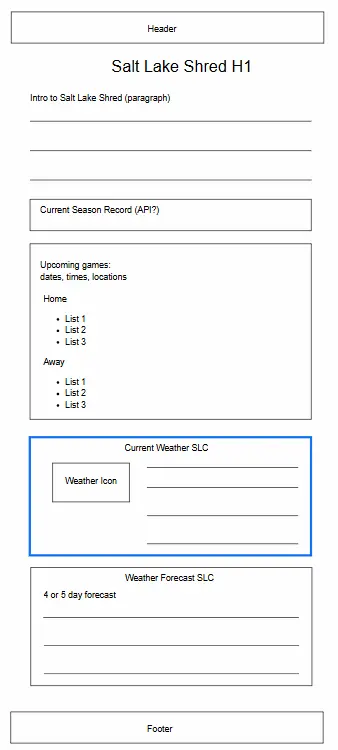 Header
Salt Lake Shred H1
Intro to Salt Lake Shred (paragraph)
Current Season Record (API?)
Upcoming games:
dates, times, locations
Home
• List 1
• List 2
• List 3
Away
• List 1
• List 2
• List 3
Current Weather SLC
Weather Icon
Weather Forecast SLC
4 or 5 day forecast
Footer